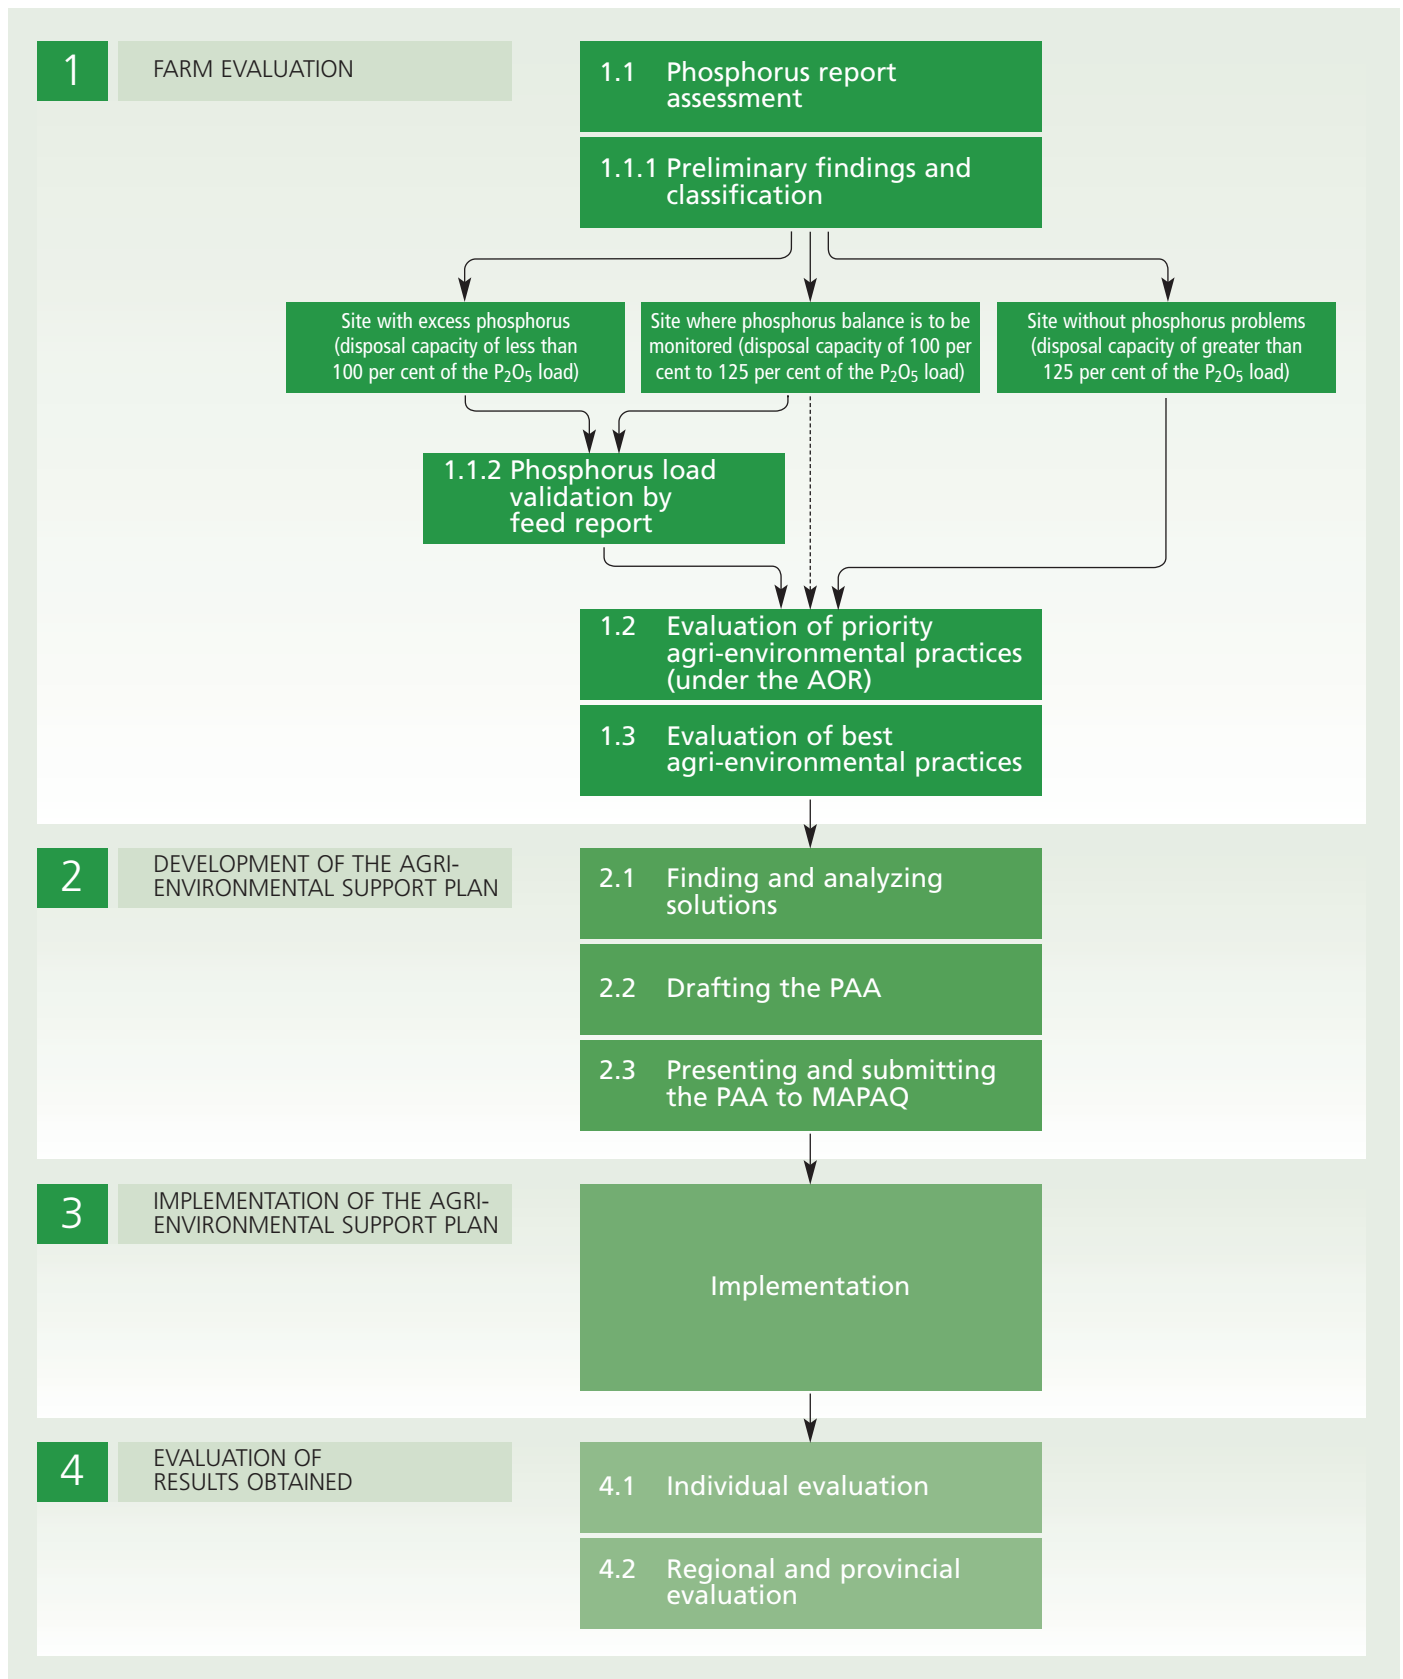 1
FARM EVALUATION
1.1 Phosphorus report
assessment
1.1.1 Preliminary findings and
classification
Site with excess phosphorus
(disposal capacity of less than
100 per cent of the P₂O₅ load)
Site where phosphorus balance is to be
monitored (disposal capacity of 100 per
cent to 125 per cent of the P₂O₅ load)
Site without phosphorus problems
(disposal capacity of greater than
125 per cent of the P₂O₅ load)
1.1.2 Phosphorus load
validation by
feed report
1.2 Evaluation of priority
agri-environmental practices
(under the AOR)
1.3 Evaluation of best
agri-environmental practices
2
DEVELOPMENT OF THE AGRI-
ENVIRONMENTAL SUPPORT PLAN
2.1 Finding and analyzing
solutions
2.2 Drafting the PAA
2.3 Presenting and submitting
the PAA to MAPAQ
3
IMPLEMENTATION OF THE AGRI-
ENVIRONMENTAL SUPPORT PLAN
Implementation
4
EVALUATION OF
RESULTS OBTAINED
4.1 Individual evaluation
4.2 Regional and provincial
evaluation